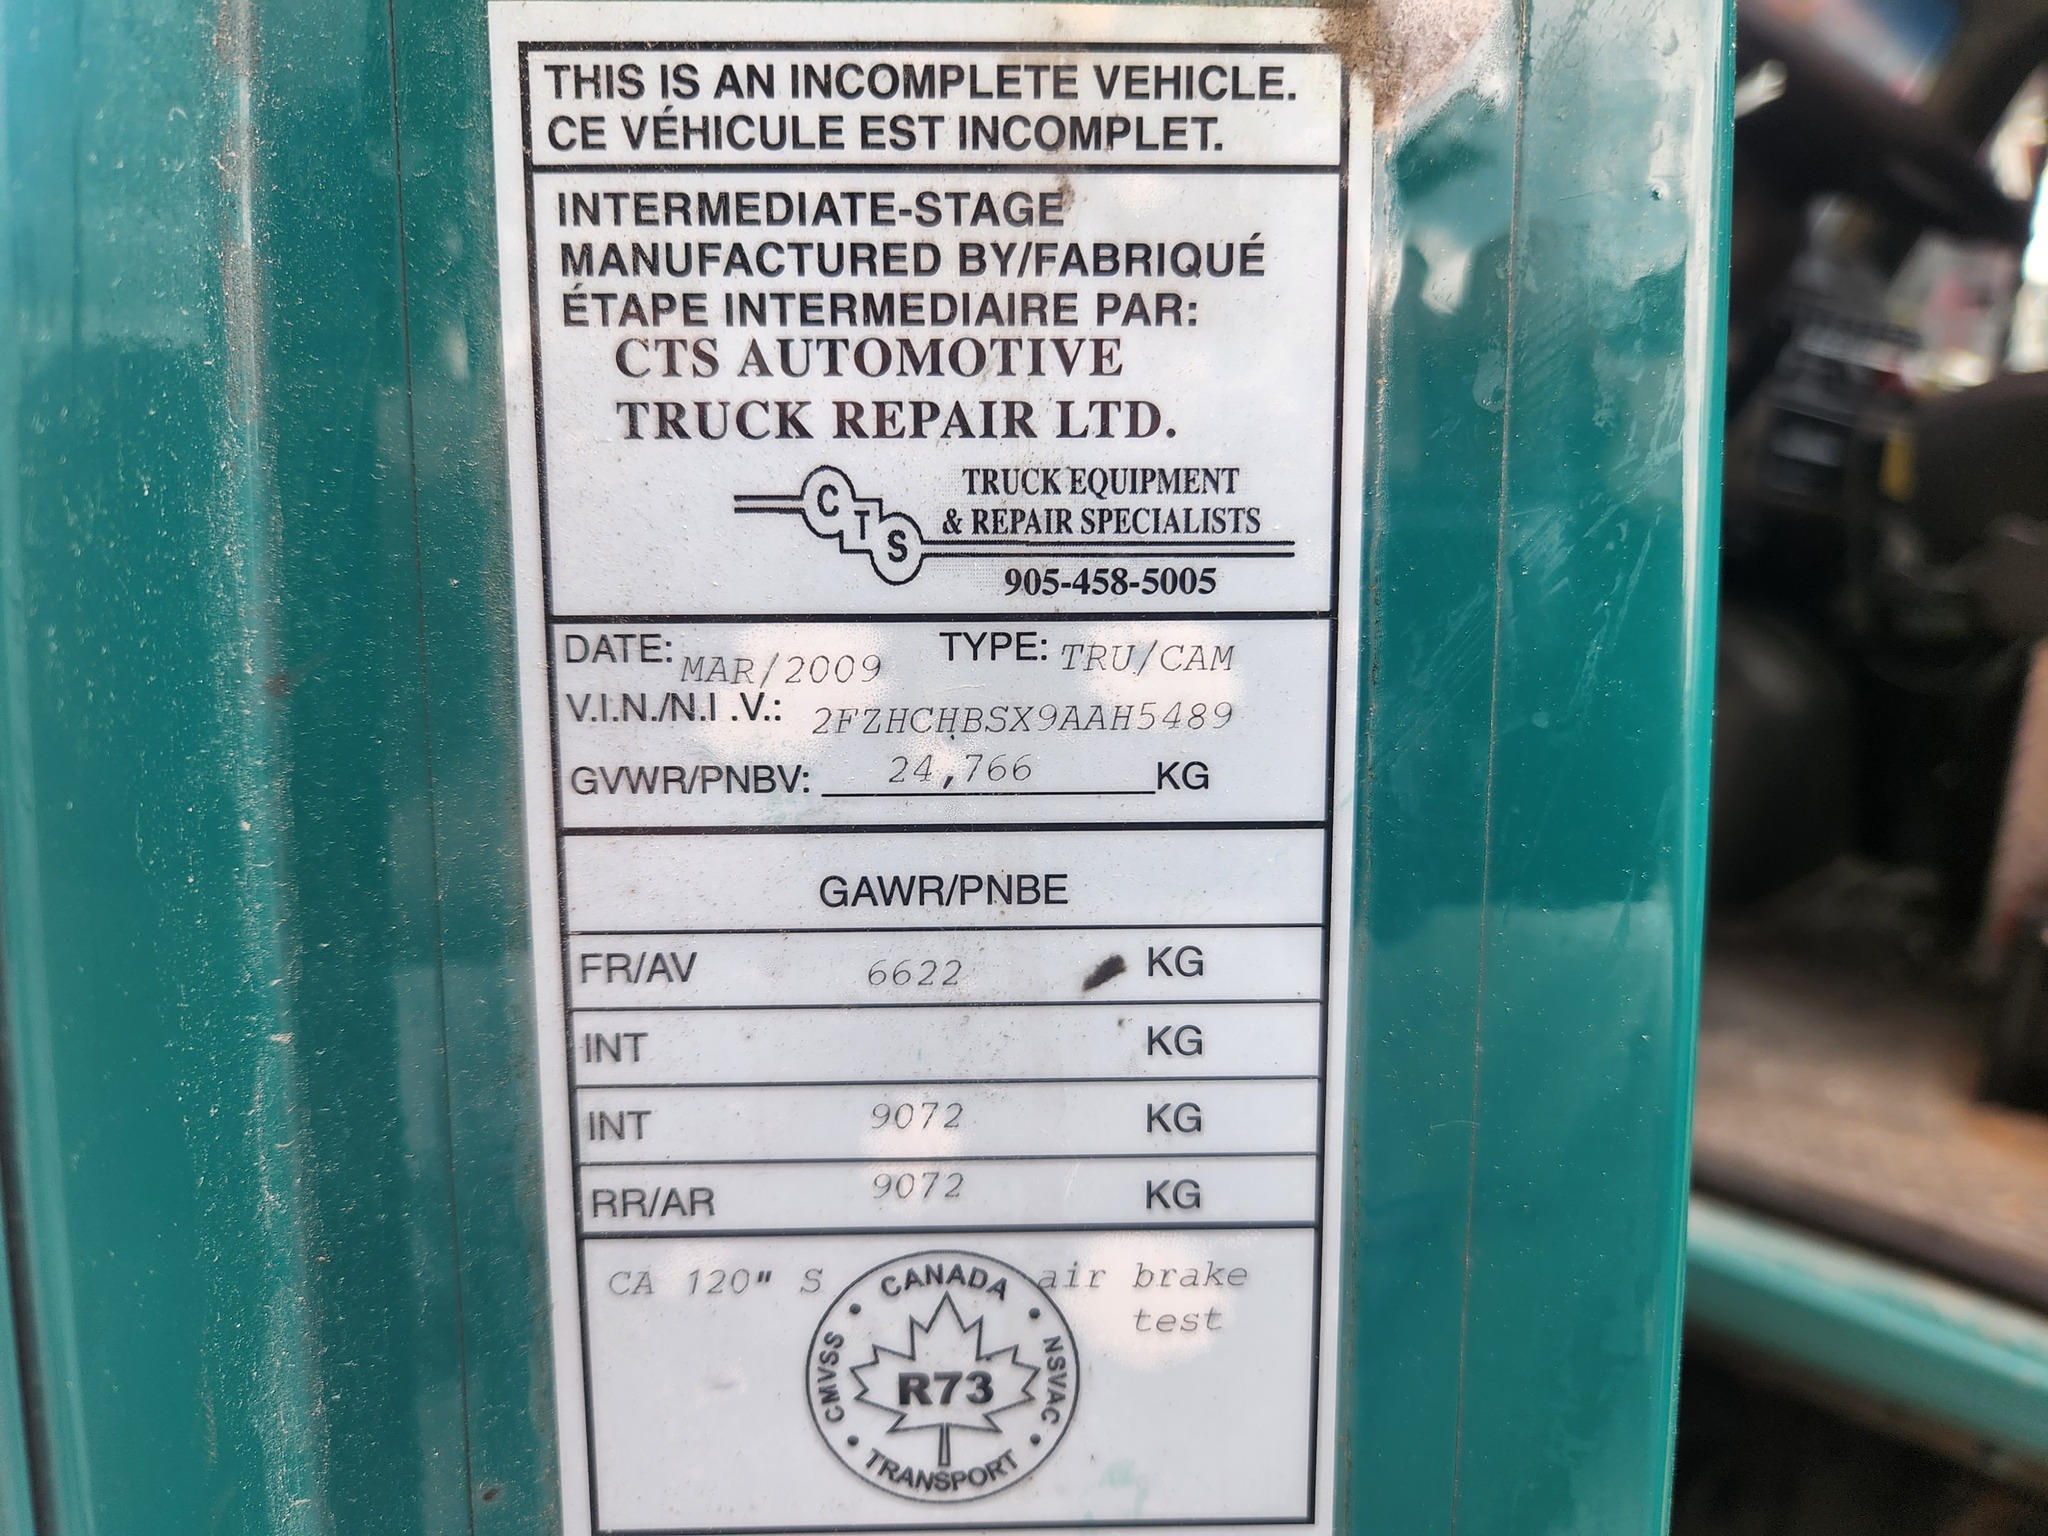 THIS IS AN INCOMPLETE VEHICLE.
CE VÉHICULE EST INCOMPLET.
INTERMEDIATE-STAGE
MANUFACTURED BY/FABRIQUÉ
ÉTAPE INTERMEDIAIRE PAR:
CTS AUTOMOTIVE
TRUCK REPAIR LTD.
CTS
TRUCK EQUIPMENT
& REPAIR SPECIALISTS
905-458-5005
DATE: MAR/2009 TYPE: TRU/CAM
V.I.N./N.I .V.: 2FZHCHBSX9AAH5489
GVWR/PNBV: 24,766 KG
GAWR/PNBE
FR/AV 6622 KG
INT KG
INT 9072 KG
RR/AR 9072 KG
CA 120" S air brake
test
CANADA
CMVSS R73 NSVAC
TRANSPORT